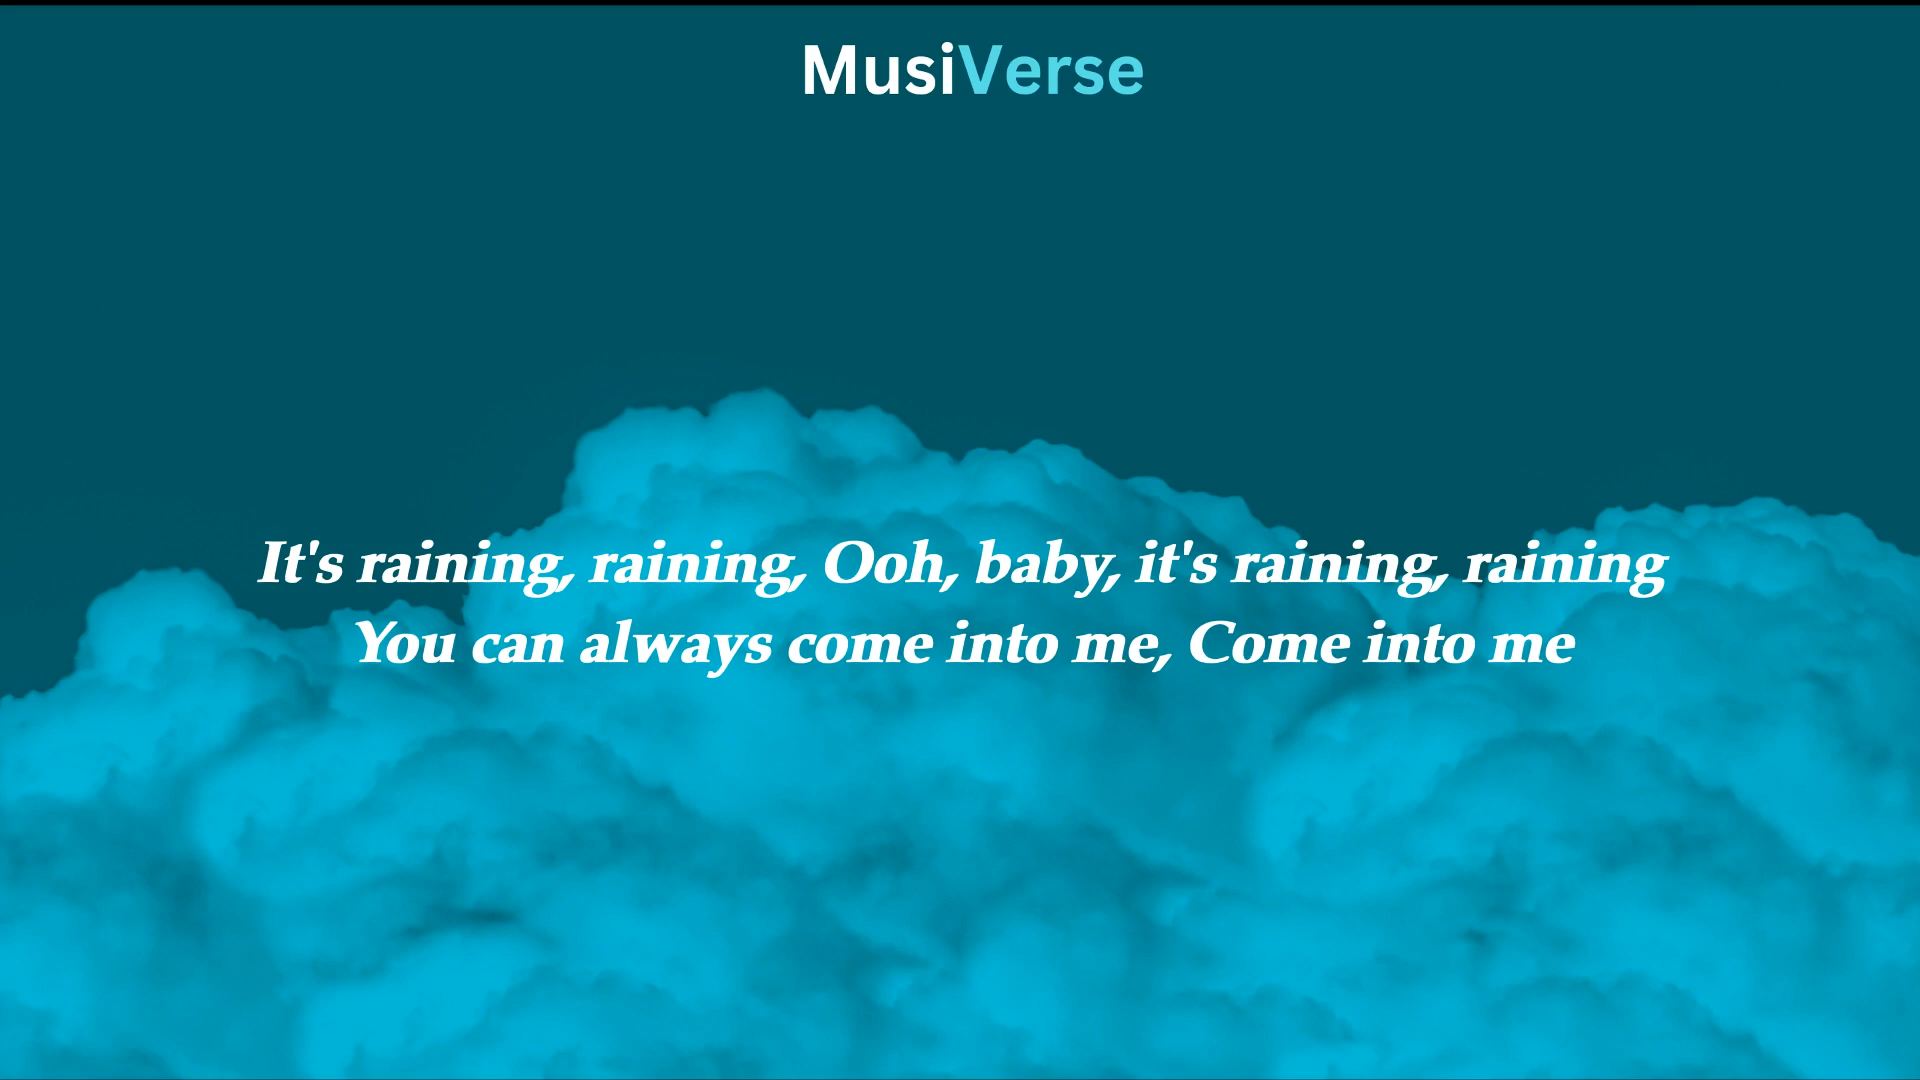 MusiVerse
It's raining, raining, Ooh, baby, it's raining, raining
You can always come into me, Come into me